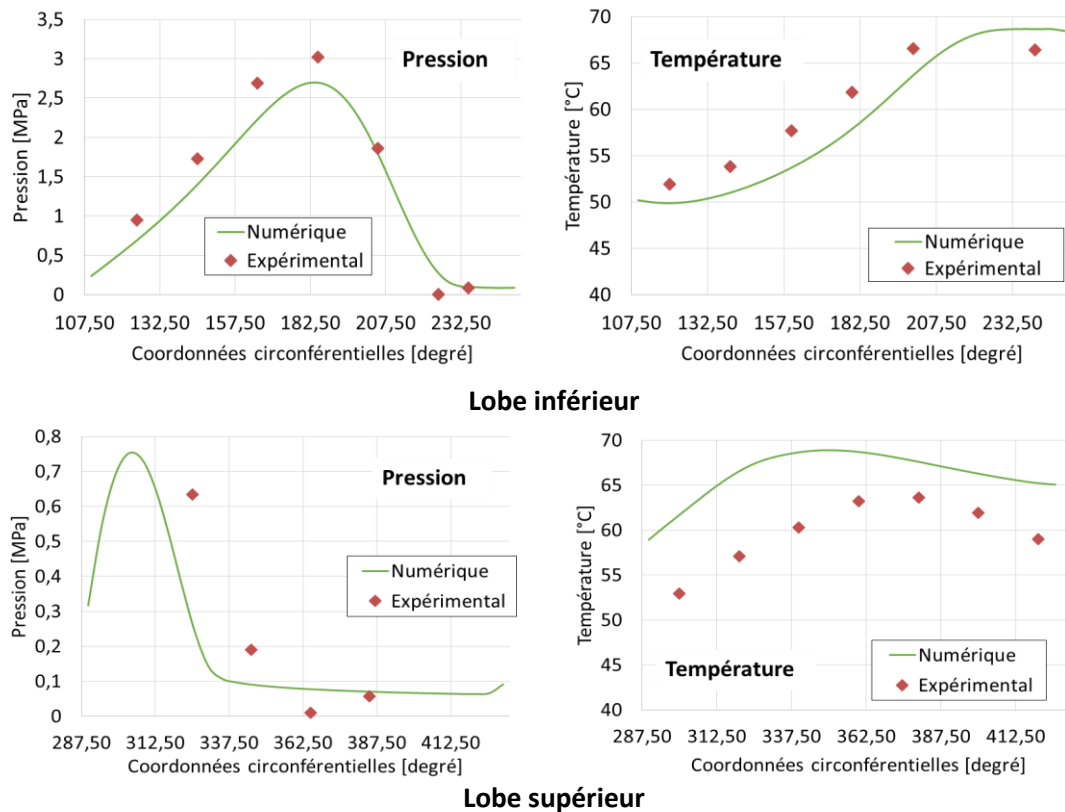 3,5
3
2,5
2
1,5
1
0,5
0
Pression [MPa]
Pression
Numérique
Expérimental
107,50 132,50 157,50 182,50 207,50 232,50
Coordonnées circonférentielles [degré]
70
65
60
55
50
45
40
Température [°C]
Température
Numérique
Expérimental
107,50 132,50 157,50 182,50 207,50 232,50
Coordonnées circonférentielles [degré]
Lobe inférieur
0,8
0,7
0,6
0,5
0,4
0,3
0,2
0,1
0
Pression [MPa]
Pression
Numérique
Expérimental
287,50 312,50 337,50 362,50 387,50 412,50
Coordonnées circonférentielles [degré]
70
65
60
55
50
45
40
Température [°C]
Numérique
Expérimental
Température
287,50 312,50 337,50 362,50 387,50 412,50
Coordonnées circonférentielles [degré]
Lobe supérieur